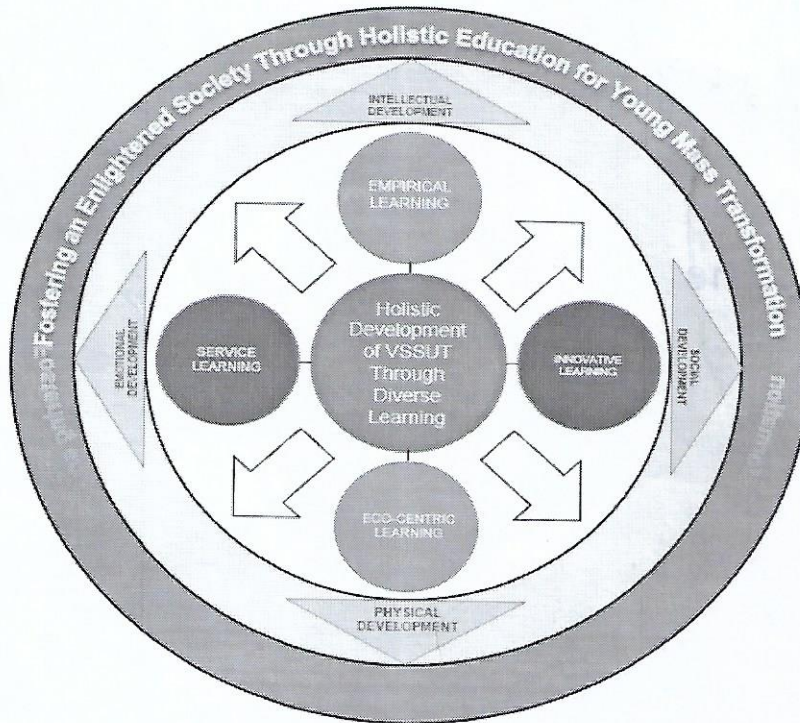 Fostering an Enlightened Society Through Holistic Education for Young Mass Transformation
INTELLECTUAL
DEVELOPMENT
EMPIRICAL
LEARNING
EMOTIONAL
DEVELOPMENT
SERVICE
LEARNING
Holistic
Development
of VSSUT
Through
Diverse
Learning
INNOVATIVE
LEARNING
SOCIAL
DEVELOPMENT
ECO-CENTRIC
LEARNING
PHYSICAL
DEVELOPMENT